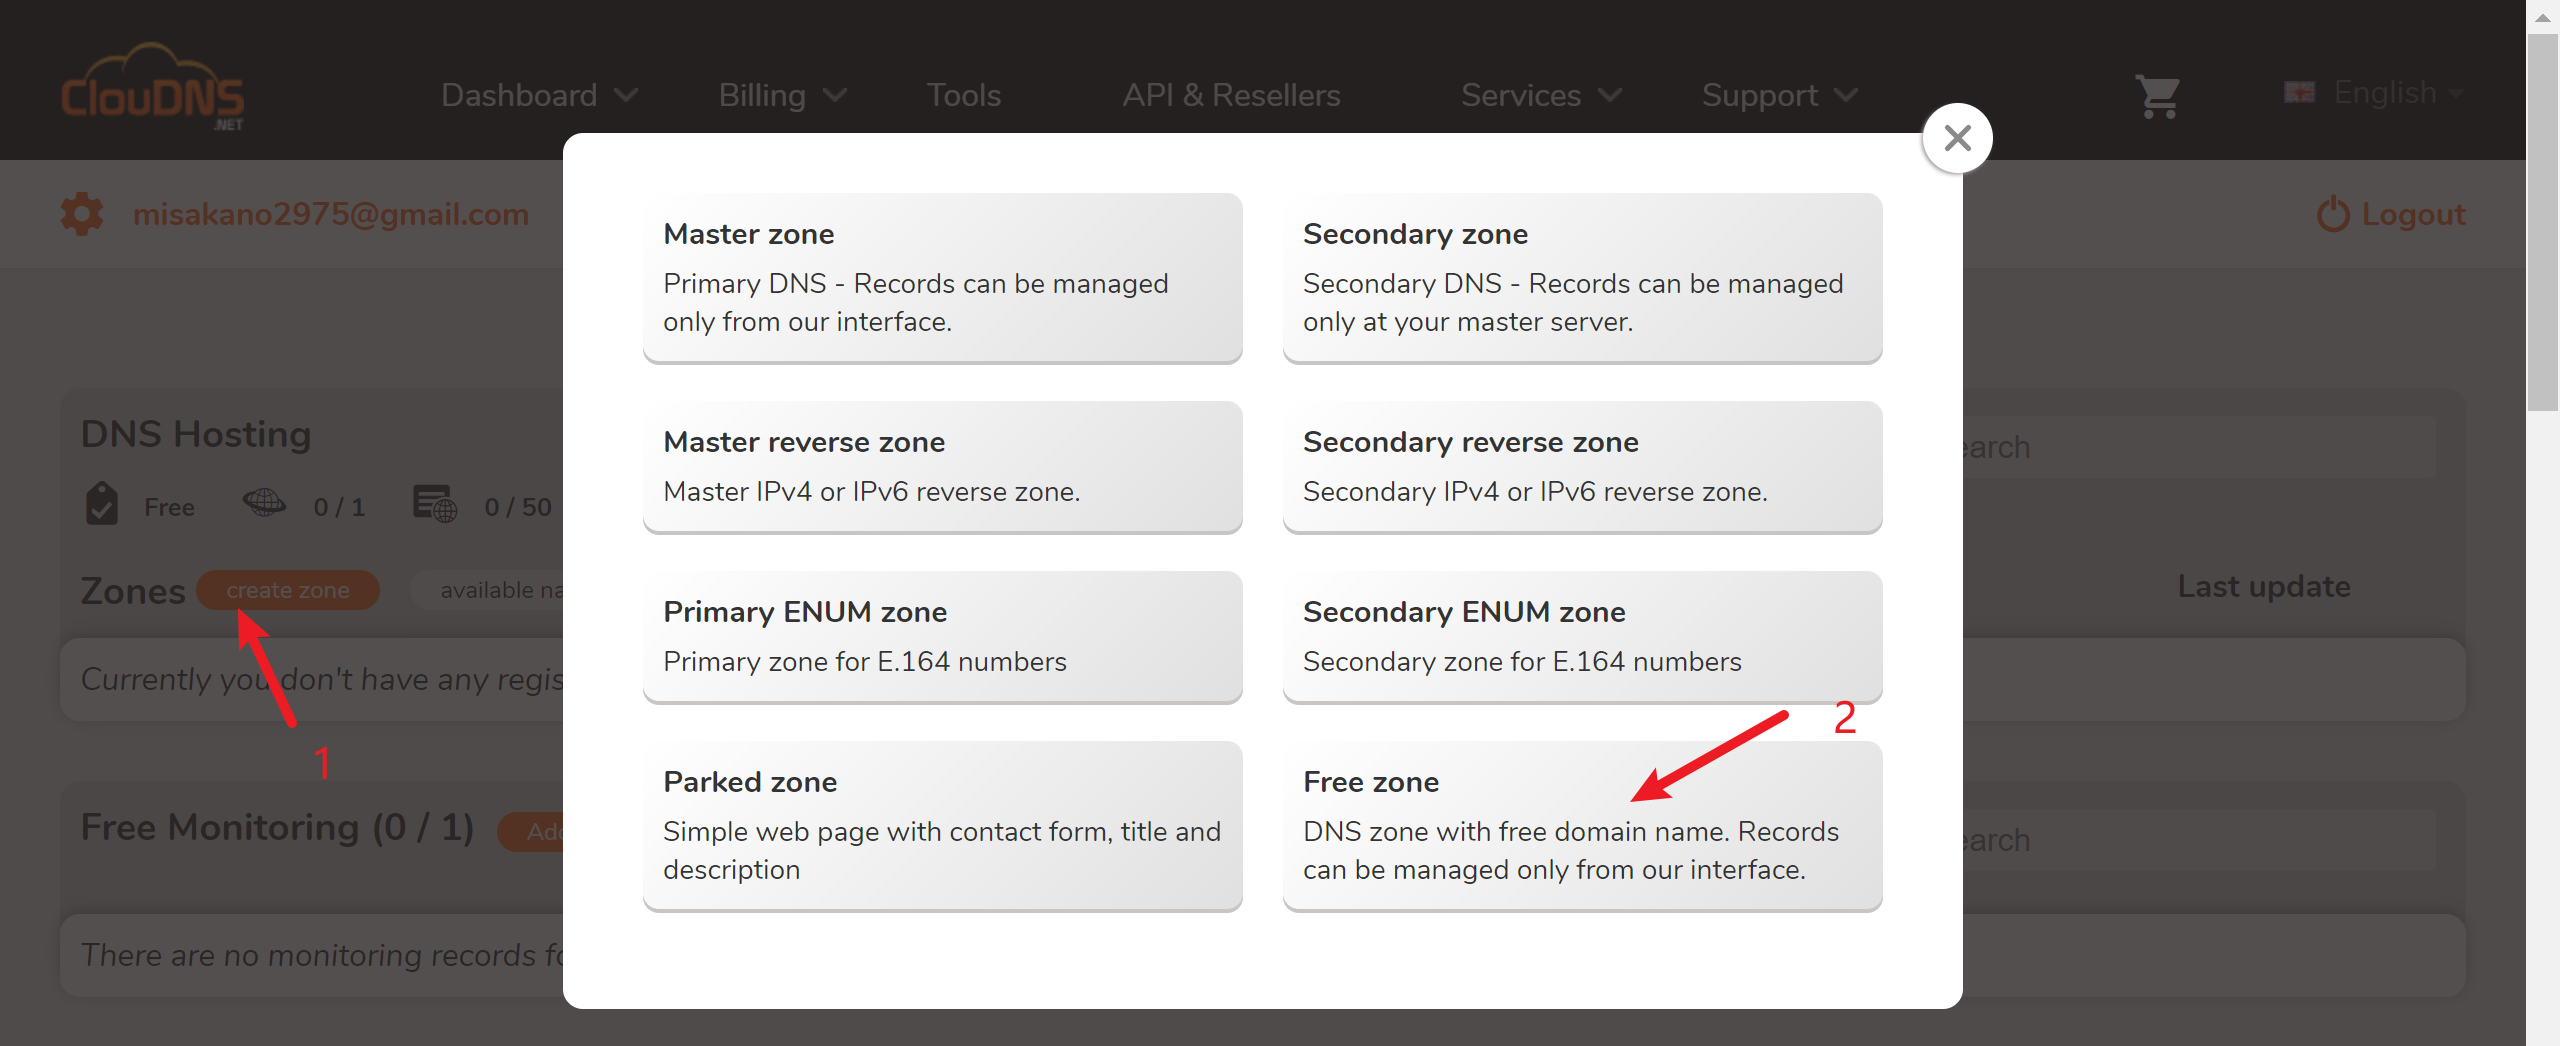 ClouDNS
.NET
Dashboard
Billing
Tools
API & Resellers
Services
Support
English
misakano2975@gmail.com
Logout
Master zone
Primary DNS - Records can be managed
only from our interface.
Secondary zone
Secondary DNS - Records can be managed
only at your master server.
Master reverse zone
Master IPv4 or IPv6 reverse zone.
Secondary reverse zone
Secondary IPv4 or IPv6 reverse zone.
Primary ENUM zone
Primary zone for E.164 numbers
Secondary ENUM zone
Secondary zone for E.164 numbers
Parked zone
Simple web page with contact form, title and
description
Free zone
DNS zone with free domain name. Records
can be managed only from our interface.
2
DNS Hosting
earch
Free 0 / 1 0 / 50
Zones create zone available na
Last update
Currently you don't have any regis
1
Free Monitoring (0 / 1) Add
earch
There are no monitoring records fo